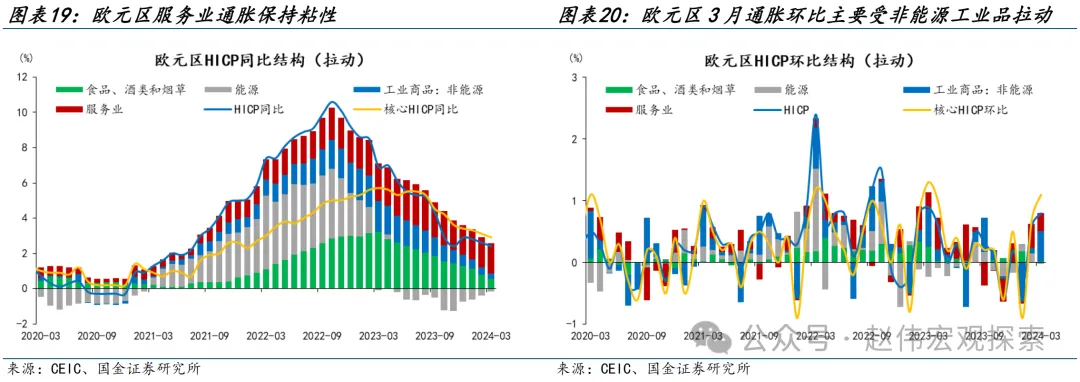 图表19：欧元区服务业通胀保持粘性
欧元区HICP同比结构（拉动）
(%)
食品、酒类和烟草
能源
工业商品：非能源
服务业
HICP同比
核心HICP同比
12
10
8
6
4
2
0
-2
2020-03 2020-09 2021-03 2021-09 2022-03 2022-09 2023-03 2023-09 2024-03
来源：CEIC、国金证券研究所
图表20：欧元区3月通胀环比主要受非能源工业品拉动
欧元区HICP环比结构（拉动）
(%)
食品、酒类和烟草
能源
工业商品：非能源
服务业
HICP
核心HICP环比
3
2
1
0
-1
2020-03 2020-09 2021-03 2021-09 2022-03 2022-09 2023-03 2023-09 2024-03
来源：CEIC、国金证券研究所
公众号·赵伟宏观探索